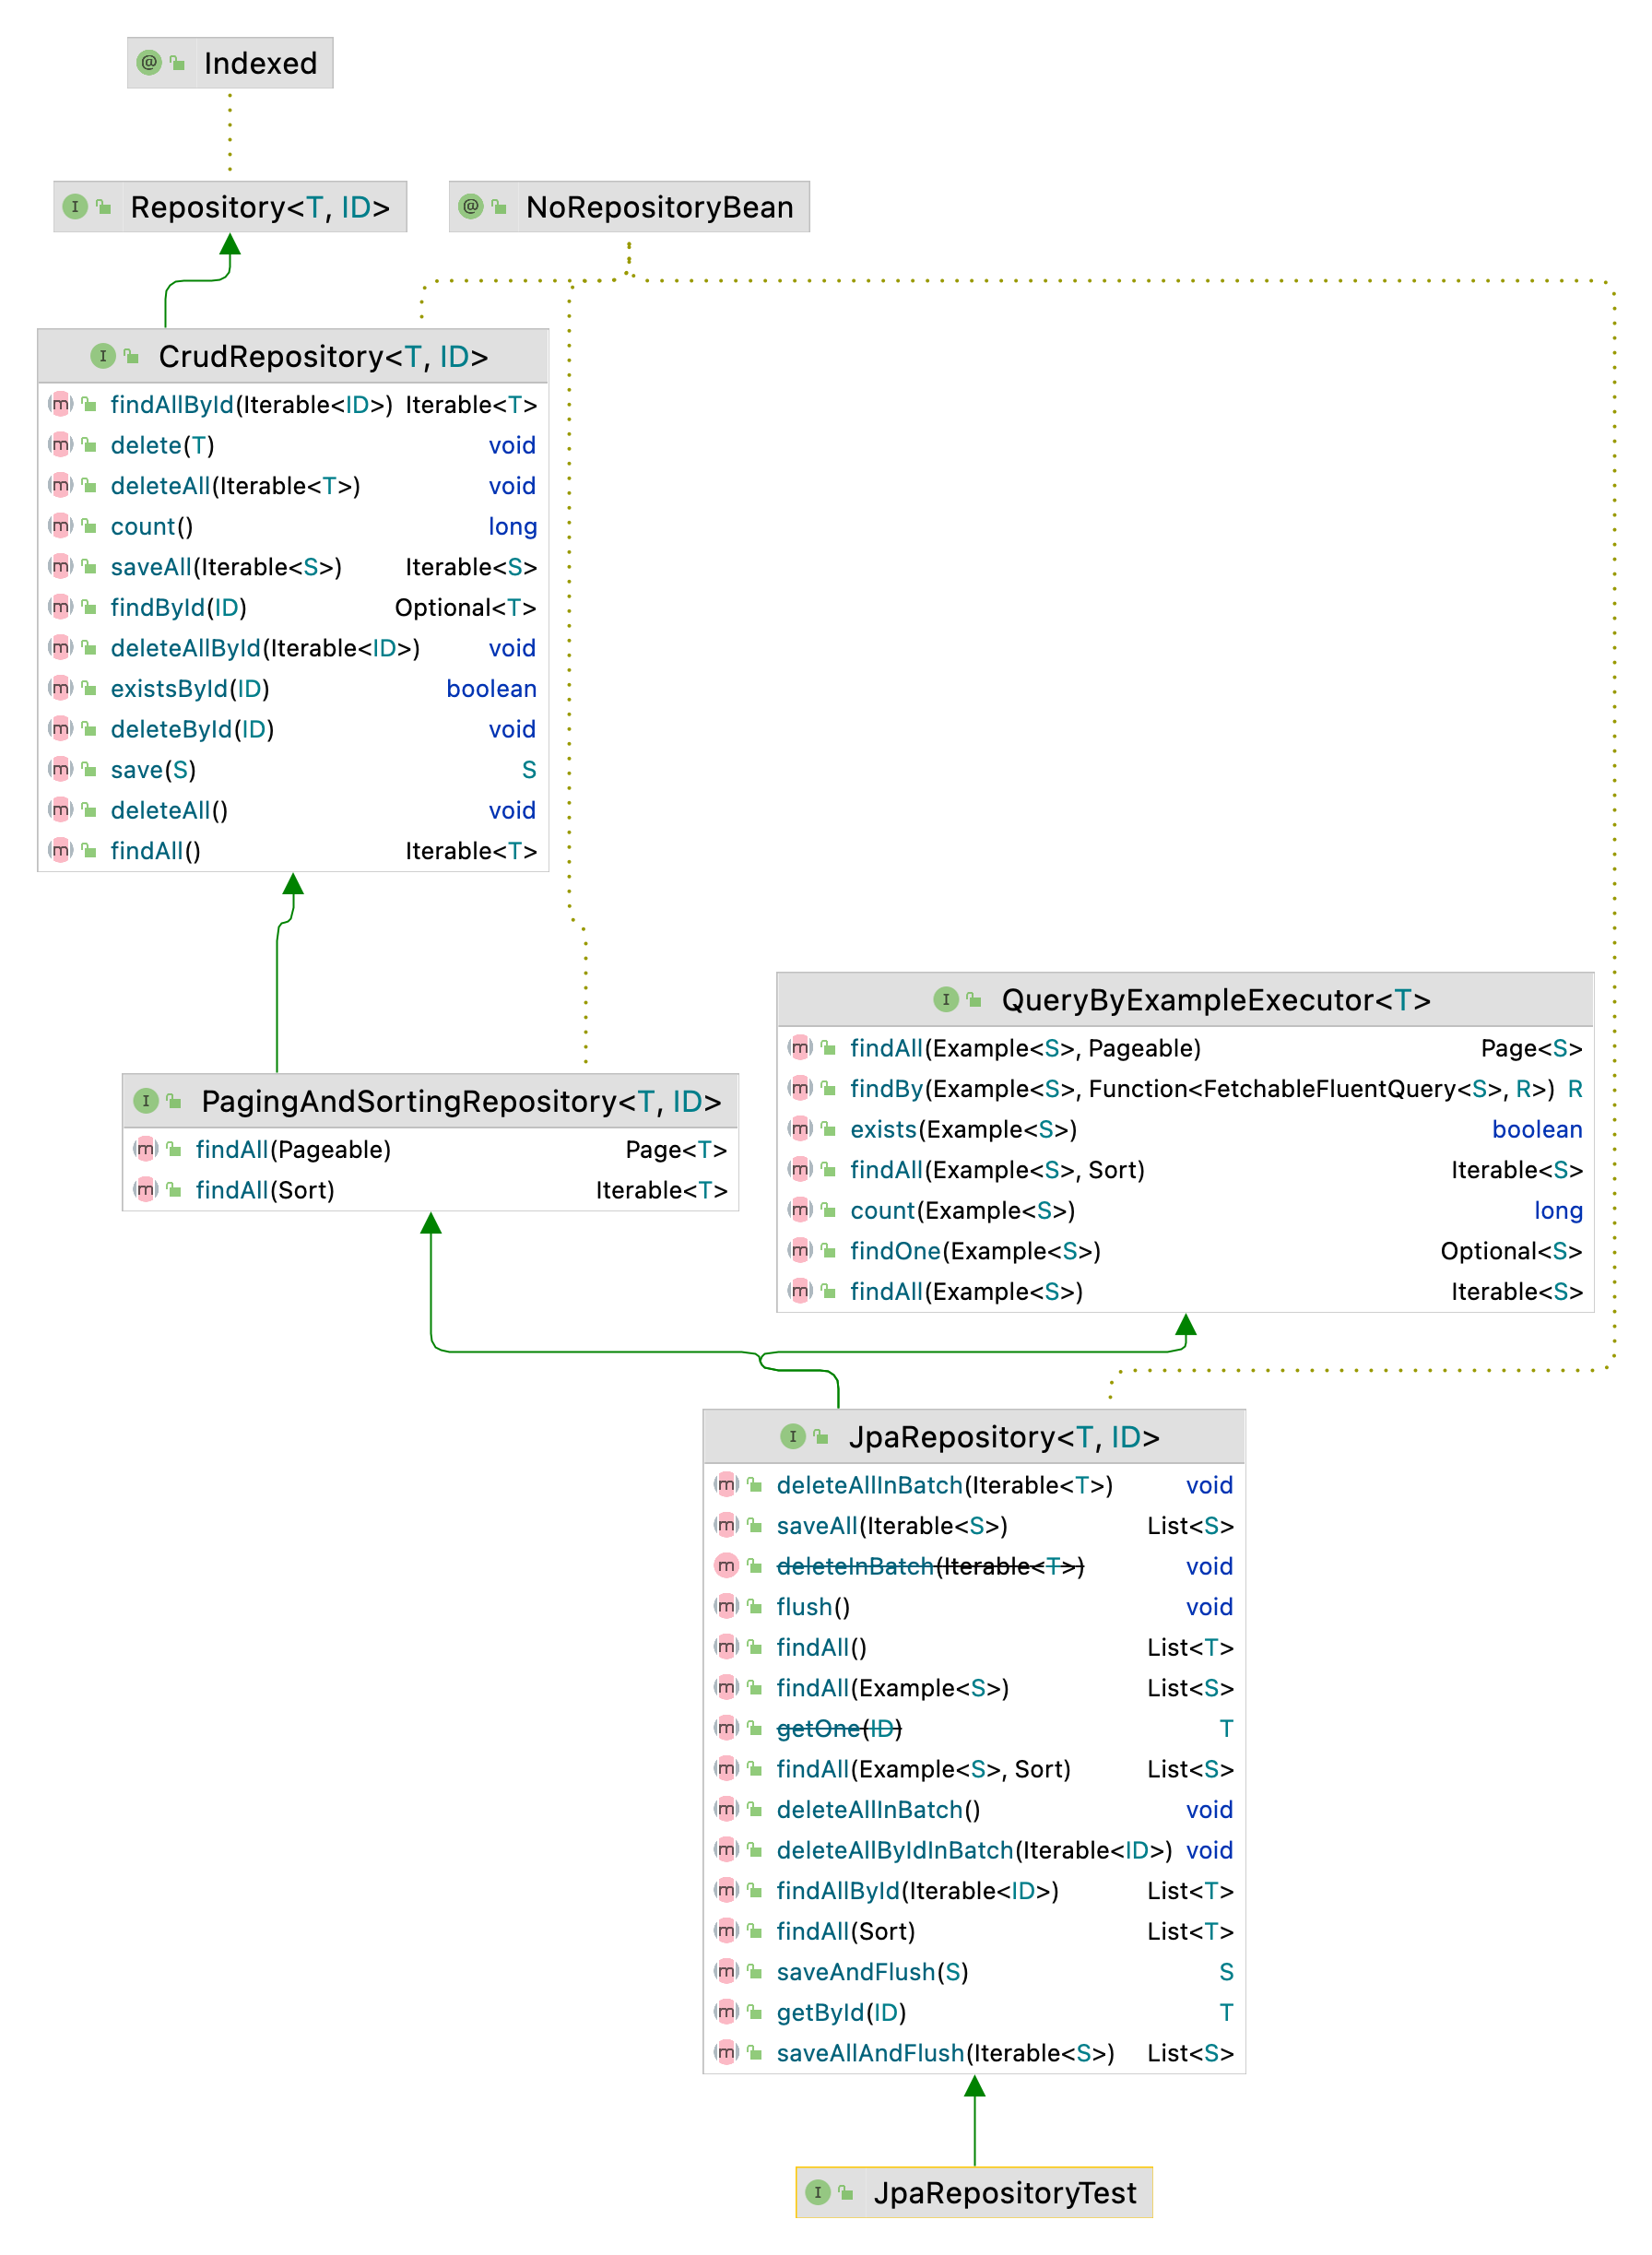 @ Indexed
I Repository<T, ID>
@ NoRepositoryBean
I CrudRepository<T, ID>
m findAllById(Iterable<ID>) Iterable<T>
m delete(T) void
m deleteAll(Iterable<T>) void
m count() long
m saveAll(Iterable<S>) Iterable<S>
m findById(ID) Optional<T>
m deleteAllById(Iterable<ID>) void
m existsById(ID) boolean
m deleteById(ID) void
m save(S) S
m deleteAll() void
m findAll() Iterable<T>
I PagingAndSortingRepository<T, ID>
m findAll(Pageable) Page<T>
m findAll(Sort) Iterable<T>
I QueryByExampleExecutor<T>
m findAll(Example<S>, Pageable) Page<S>
m findBy(Example<S>, Function<FetchableFluentQuery<S>, R>) R
m exists(Example<S>) boolean
m findAll(Example<S>, Sort) Iterable<S>
m count(Example<S>) long
m findOne(Example<S>) Optional<S>
m findAll(Example<S>) Iterable<S>
I JpaRepository<T, ID>
m deleteAllInBatch(Iterable<T>) void
m saveAll(Iterable<S>) List<S>
m deleteInBatch(Iterable<T>) void
m flush() void
m findAll() List<T>
m findAll(Example<S>) List<S>
m getOne(ID) T
m findAll(Example<S>, Sort) List<S>
m deleteAllInBatch() void
m deleteAllByIdInBatch(Iterable<ID>) void
m findAllById(Iterable<ID>) List<T>
m findAll(Sort) List<T>
m saveAndFlush(S) S
m getById(ID) T
m saveAllAndFlush(Iterable<S>) List<S>
I JpaRepositoryTest